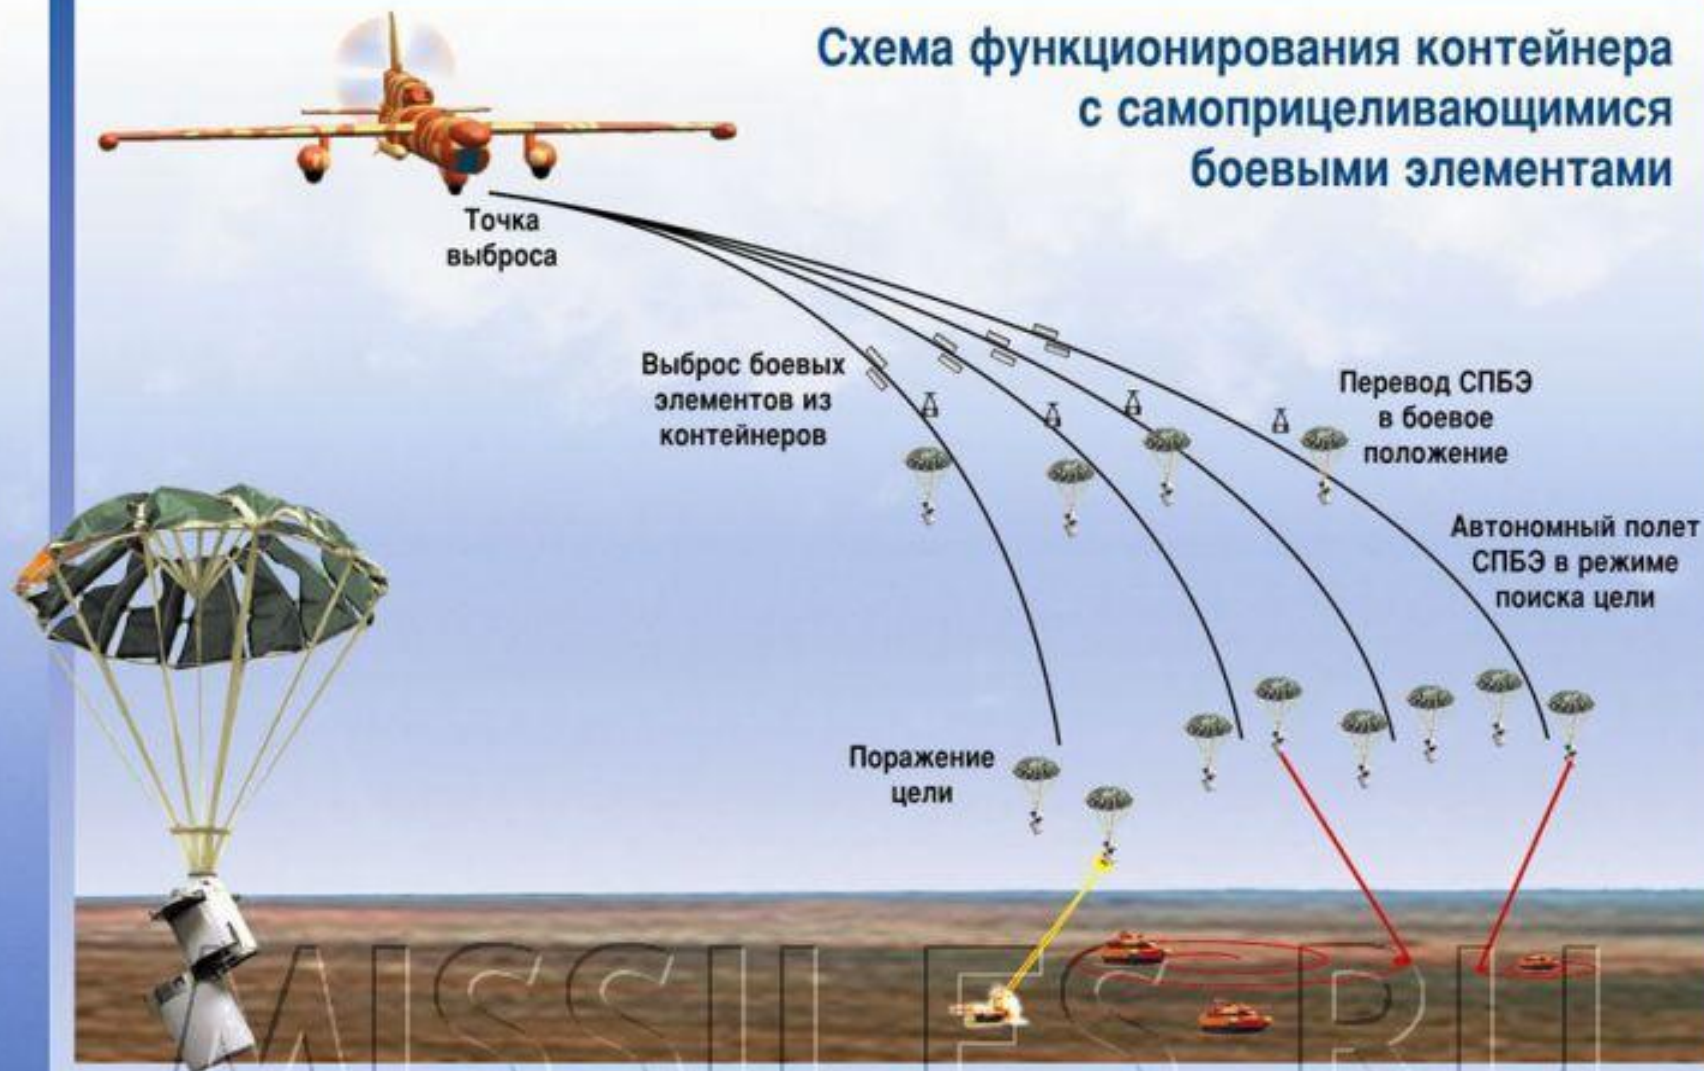 Схема функционирования контейнера
с самоприцеливающимися
боевыми элементами
Точка
выброса
Выброс боевых
элементов из
контейнеров
Перевод СПБЭ
в боевое
положение
Автономный полет
СПБЭ в режиме
поиска цели
Поражение
цели
MISSILES.RU